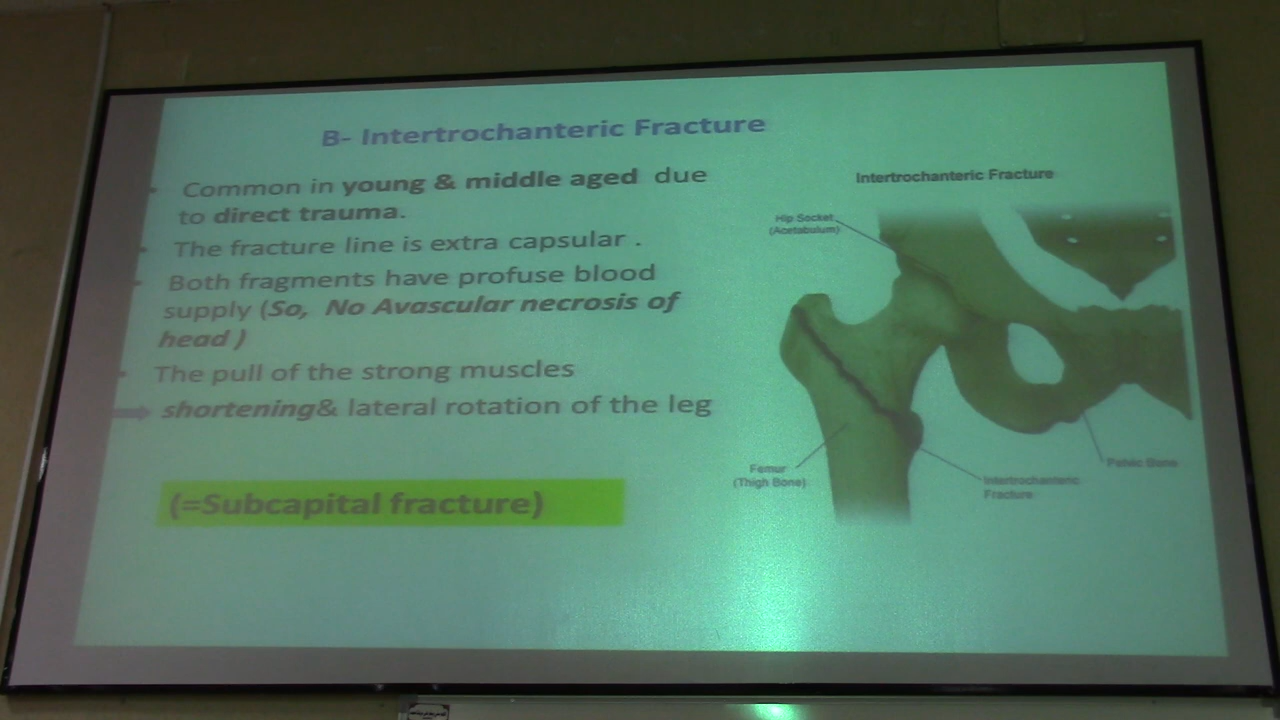 B- Intertrochanteric Fracture
Common in young & middle aged due
to direct trauma.
The fracture line is extra capsular .
Both fragments have profuse blood
supply (So, No Avascular necrosis of
head )
The pull of the strong muscles
shortening& lateral rotation of the leg
(=Subcapital fracture)
Intertrochanteric Fracture
Hip Socket
(Acetabulum)
Femur
(Thigh Bone)
Intertrochanteric
Fracture
Pelvic Bone